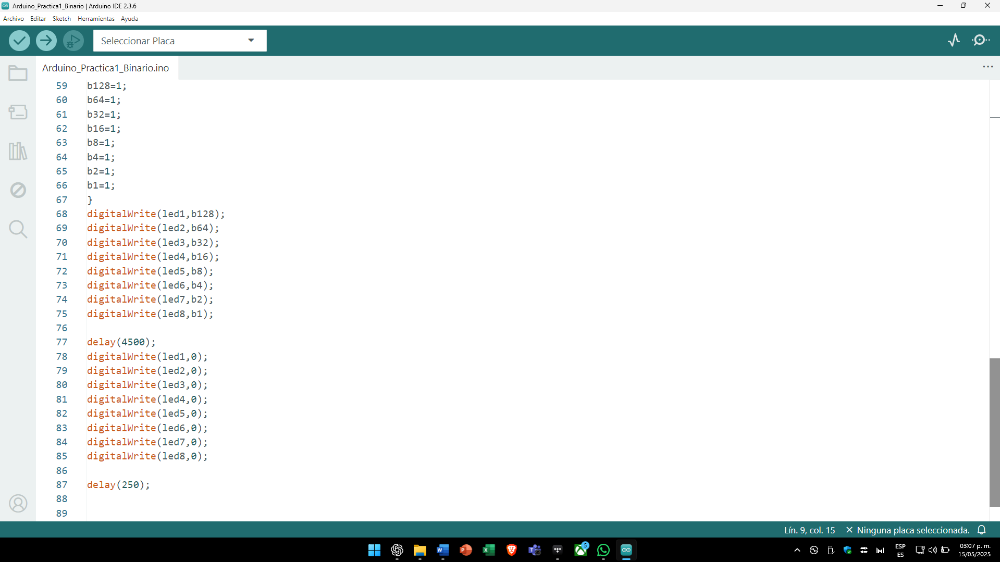 Arduino_Practica1_Binario | Arduino IDE 2.3.6
Archivo Editar Sketch Herramientas Ayuda
Seleccionar Placa
Arduino_Practica1_Binario.ino
59 b128=1;
60 b64=1;
61 b32=1;
62 b16=1;
63 b8=1;
64 b4=1;
65 b2=1;
66 b1=1;
67 }
68 digitalWrite(led1,b128);
69 digitalWrite(led2,b64);
70 digitalWrite(led3,b32);
71 digitalWrite(led4,b16);
72 digitalWrite(led5,b8);
73 digitalWrite(led6,b4);
74 digitalWrite(led7,b2);
75 digitalWrite(led8,b1);
76
77 delay(4500);
78 digitalWrite(led1,0);
79 digitalWrite(led2,0);
80 digitalWrite(led3,0);
81 digitalWrite(led4,0);
82 digitalWrite(led5,0);
83 digitalWrite(led6,0);
84 digitalWrite(led7,0);
85 digitalWrite(led8,0);
86
87 delay(250);
88
89
Lín. 9, col. 15 Ninguna placa seleccionada.
5
ESP
ES
03:07 p. m.
15/05/2025